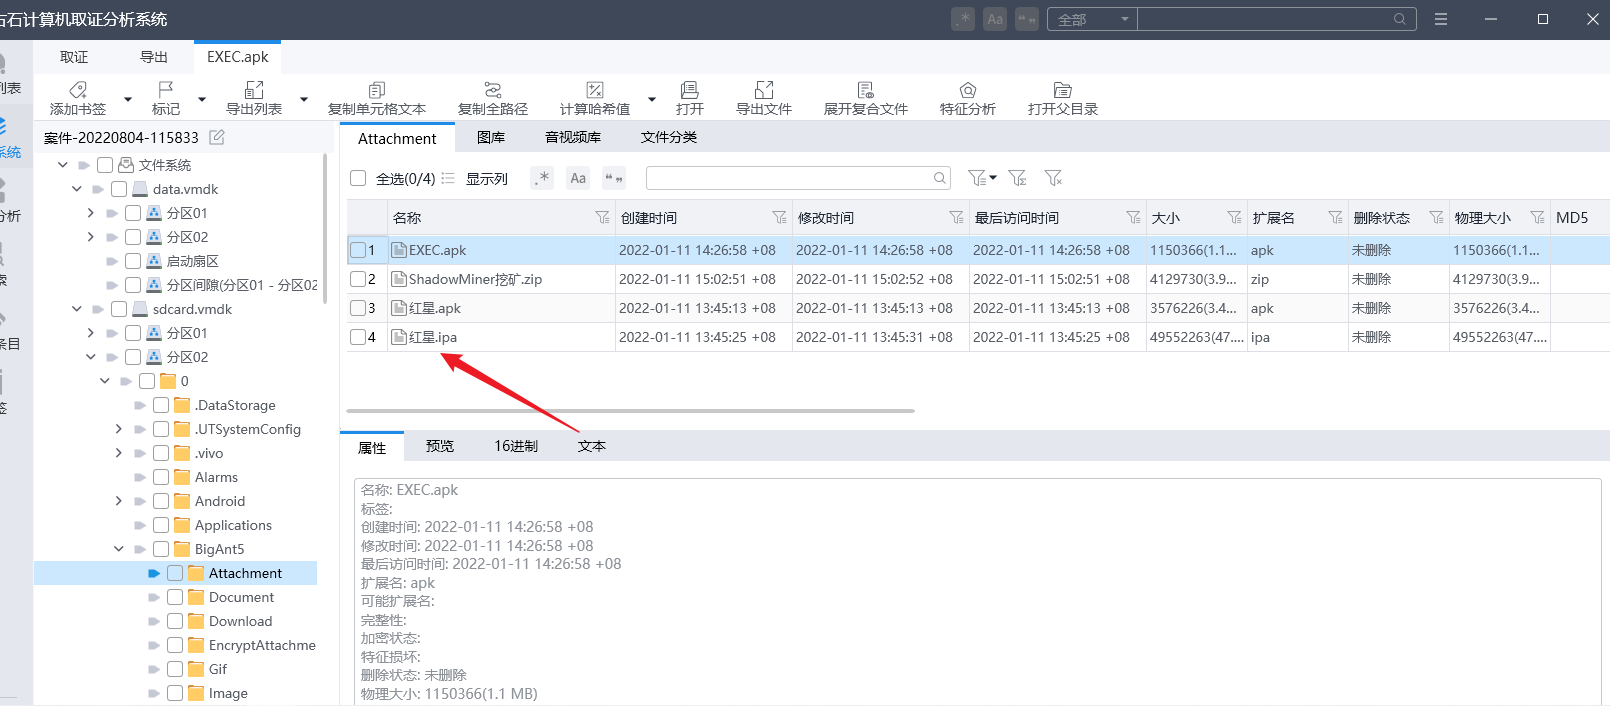 石计算机取证分析系统
.* Aa “„ 全部
列表
系统
分析
索
条目
签
取证 导出 EXEC.apk
添加书签 标记 导出列表 复制单元格文本 复制全路径 计算哈希值 打开 导出文件 展开复合文件 特征分析 打开父目录
案件-20220804-115833
文件系统
data.vmdk
分区01
分区02
启动扇区
分区间隙(分区01 - 分区02
sdcard.vmdk
分区01
分区02
0
.DataStorage
.UTSystemConfig
.vivo
Alarms
Android
Applications
BigAnt5
Attachment
Document
Download
EncryptAttachme
Gif
Image
Attachment 图库 音视频库 文件分类
全选(0/4) 显示列 .* Aa “„
名称 创建时间 修改时间 最后访问时间 大小 扩展名 删除状态 物理大小 MD5
1 EXEC.apk 2022-01-11 14:26:58 +08 2022-01-11 14:26:58 +08 2022-01-11 14:26:58 +08 1150366(1.1... apk 未删除 1150366(1.1...
2 ShadowMiner挖矿.zip 2022-01-11 15:02:51 +08 2022-01-11 15:02:52 +08 2022-01-11 15:02:51 +08 4129730(3.9... zip 未删除 4129730(3.9...
3 红星.apk 2022-01-11 13:45:13 +08 2022-01-11 13:45:13 +08 2022-01-11 13:45:13 +08 3576226(3.4... apk 未删除 3576226(3.4...
4 红星.ipa 2022-01-11 13:45:25 +08 2022-01-11 13:45:31 +08 2022-01-11 13:45:25 +08 49552263(47.... ipa 未删除 49552263(47....
属性 预览 16进制 文本
名称: EXEC.apk
标签:
创建时间: 2022-01-11 14:26:58 +08
修改时间: 2022-01-11 14:26:58 +08
最后访问时间: 2022-01-11 14:26:58 +08
扩展名: apk
可能扩展名:
完整性:
加密状态:
特征损坏:
删除状态: 未删除
物理大小: 1150366(1.1 MB)